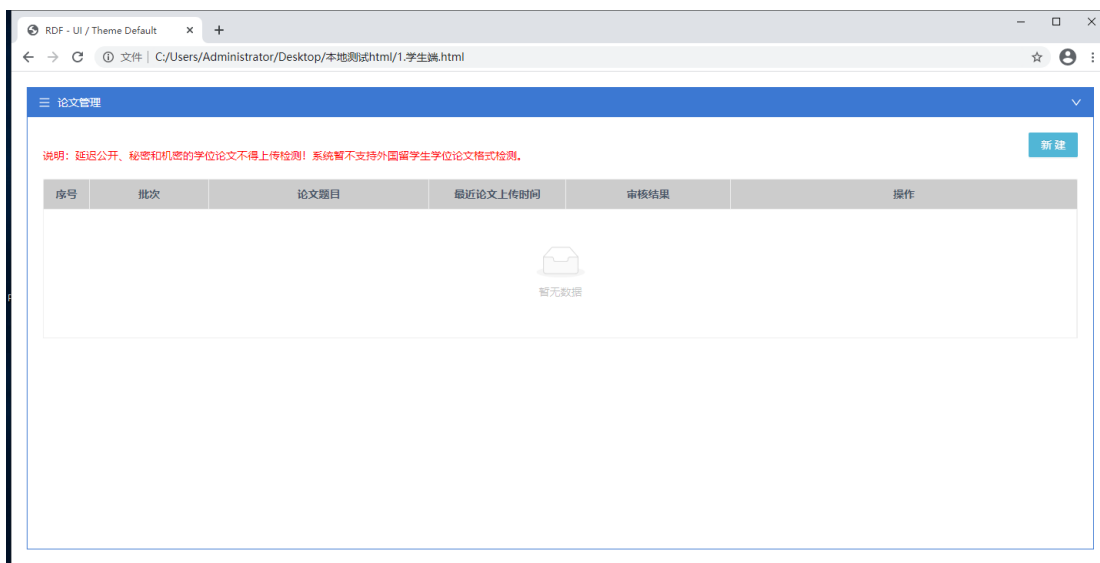 RDF - UI / Theme Default
文件 | C:/Users/Administrator/Desktop/本地测试html/1.学生端.html
论文管理
新 建
说明：延迟公开、秘密和机密的学位论文不得上传检测！系统暂不支持外国留学生学位论文格式检测。
序号 批次 论文题目 最近论文上传时间 审核结果 操作
暂无数据